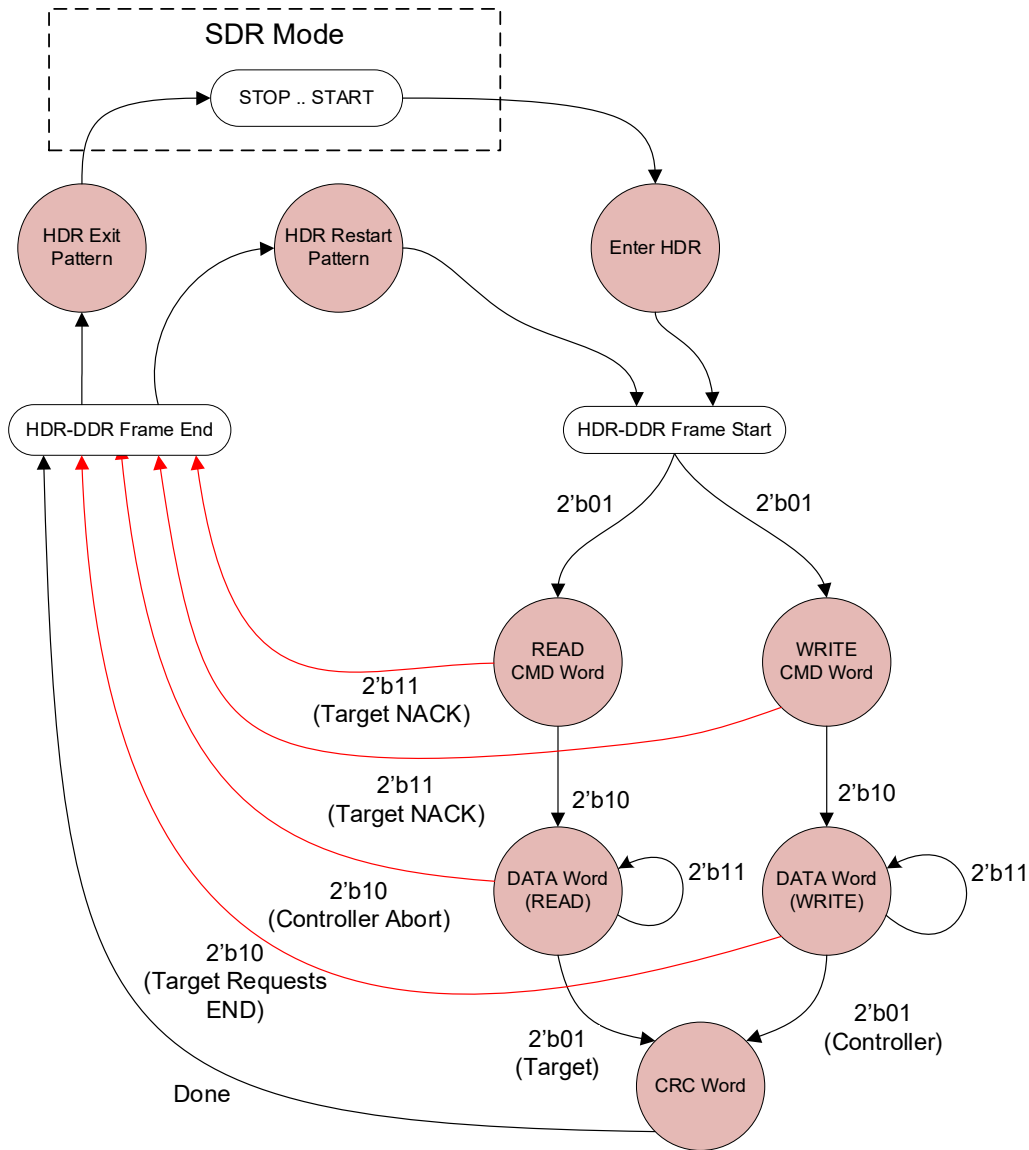 SDR Mode
STOP .. START
HDR Exit
Pattern
HDR Restart
Pattern
Enter HDR
HDR-DDR Frame End
HDR-DDR Frame Start
2’b01
2’b01
READ
CMD Word
WRITE
CMD Word
2’b11
(Target NACK)
2’b11
(Target NACK)
2’b10
2’b10
DATA Word
(READ)
2’b11
DATA Word
(WRITE)
2’b11
2’b10
(Controller Abort)
2’b10
(Target Requests
END)
2’b01
(Target)
2’b01
(Controller)
CRC Word
Done